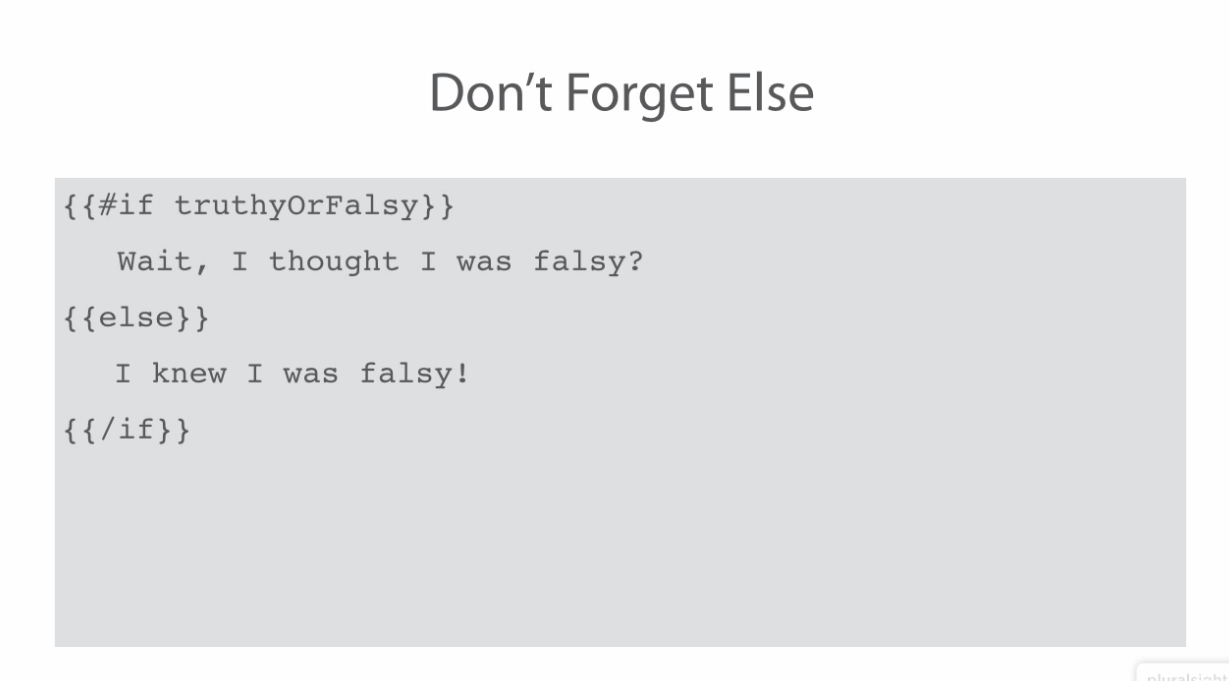 Don't Forget Else
{{#if truthyOrFalsy}}
Wait, I thought I was falsy?
{{else}}
I knew I was falsy!
{{/if}}
pluralsight